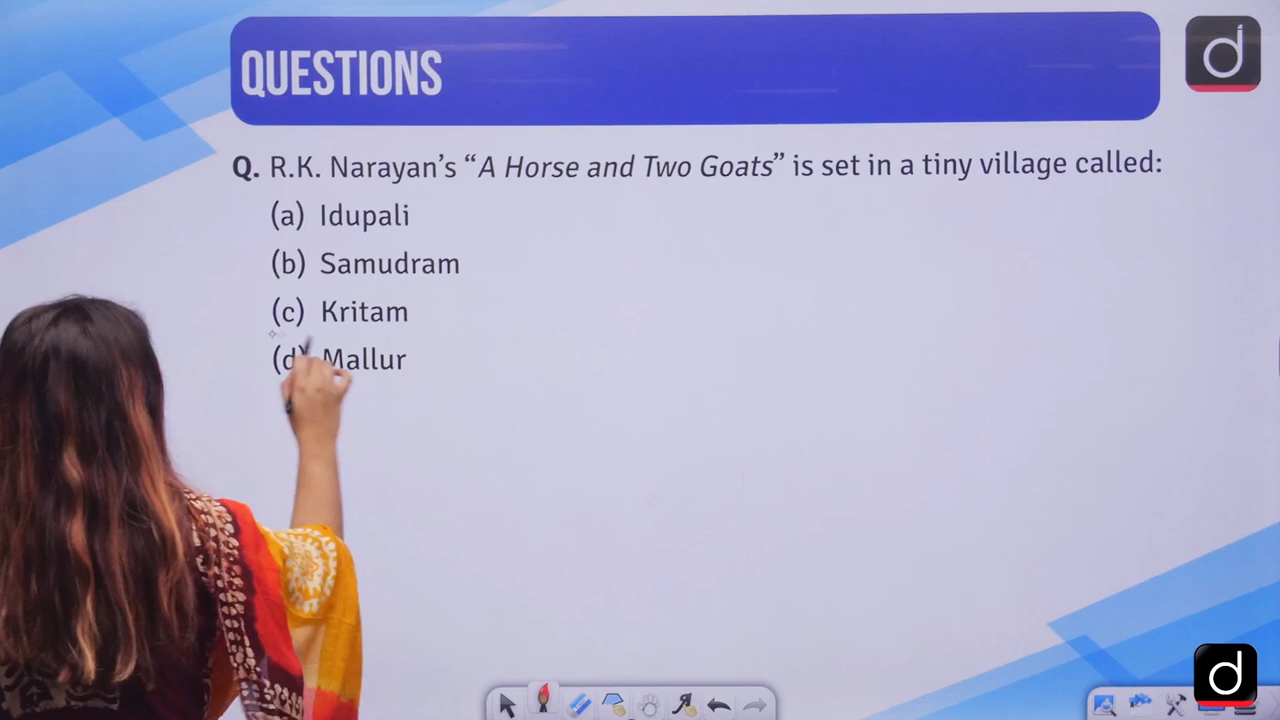 QUESTIONS
Q. R.K. Narayan's “A Horse and Two Goats” is set in a tiny village called:
(a) Idupali
(b) Samudram
(c) Kritam
(d) Mallur
d
d